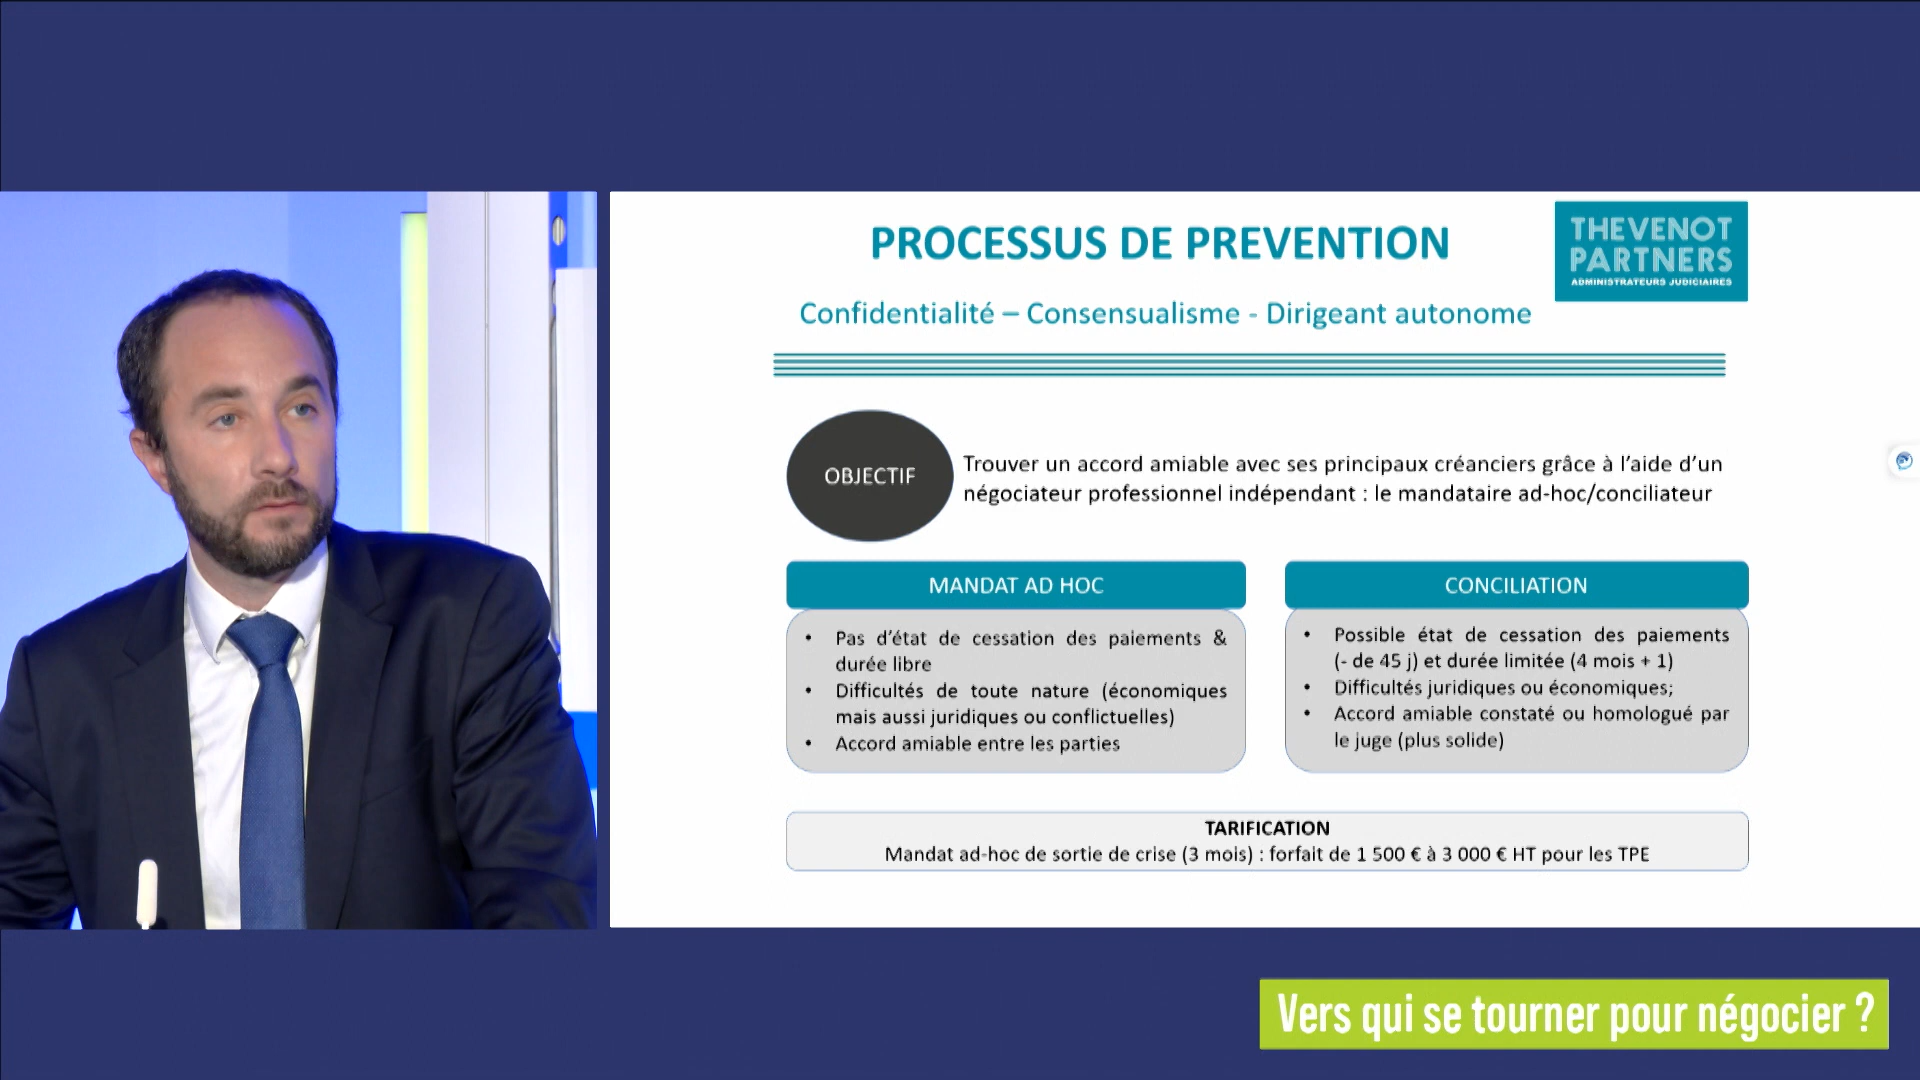 PROCESSUS DE PREVENTION
THEVENOT
PARTNERS
ADMINISTRATEURS JUDICIAIRES
Confidentialité – Consensualisme - Dirigeant autonome
OBJECTIF
Trouver un accord amiable avec ses principaux créanciers grâce à l'aide d'un
négociateur professionnel indépendant : le mandataire ad-hoc/conciliateur
MANDAT AD HOC
• Pas d'état de cessation des paiements &
durée libre
• Difficultés de toute nature (économiques
mais aussi juridiques ou conflictuelles)
• Accord amiable entre les parties
CONCILIATION
• Possible état de cessation des paiements
(- de 45 j) et durée limitée (4 mois + 1)
• Difficultés juridiques ou économiques;
• Accord amiable constaté ou homologué par
le juge (plus solide)
TARIFICATION
Mandat ad-hoc de sortie de crise (3 mois) : forfait de 1 500 € à 3 000 € HT pour les TPE
Vers qui se tourner pour négocier ?